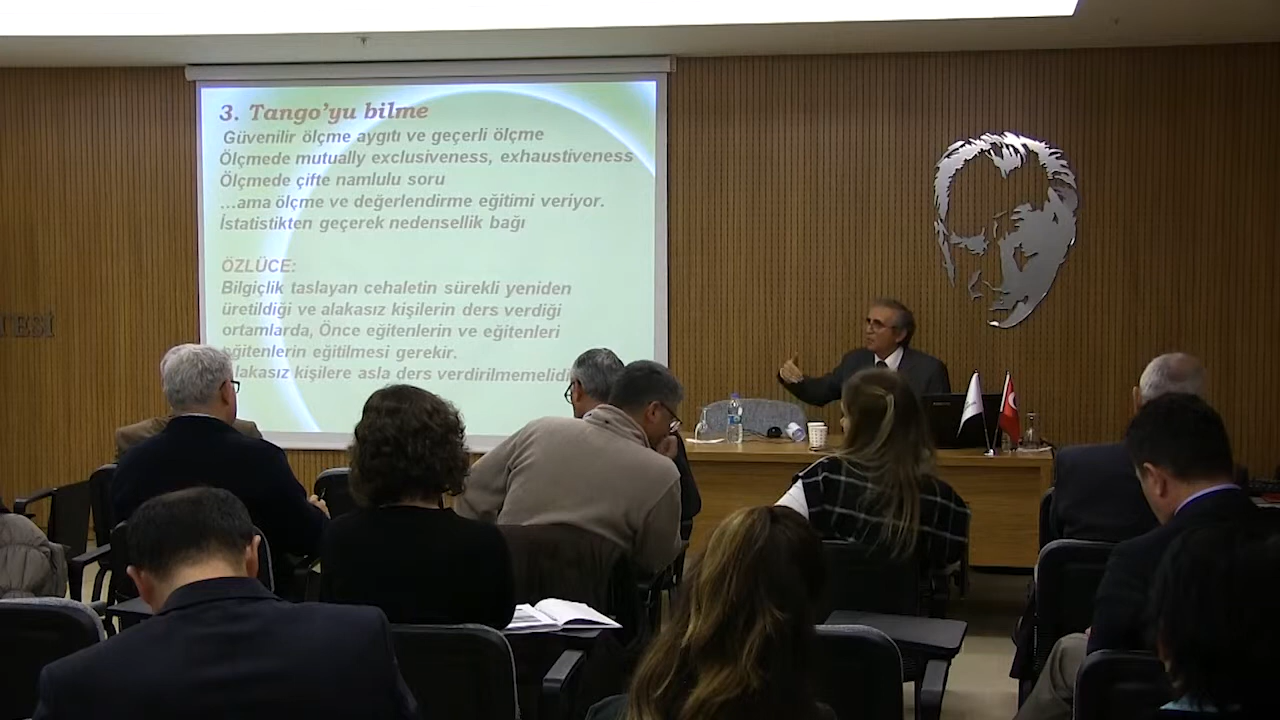 3. Tango'yu bilme
Güvenilir ölçme aygıtı ve geçerli ölçme
Ölçmede mutually exclusiveness, exhaustiveness
Ölçmede çifte namlulu soru
...ama ölçme ve değerlendirme eğitimi veriyor.
İstatistikten geçerek nedensellik bağı
ÖZLÜCE:
Bilgiçlik taslayan cehaletin sürekli yeniden
üretildiği ve alakasız kişilerin ders verdiği
ortamlarda, Önce eğitenlerin ve eğitenleri
eğitenlerin eğitilmesi gerekir.
alakasız kişilere asla ders verdirilmemelidi
TESİ